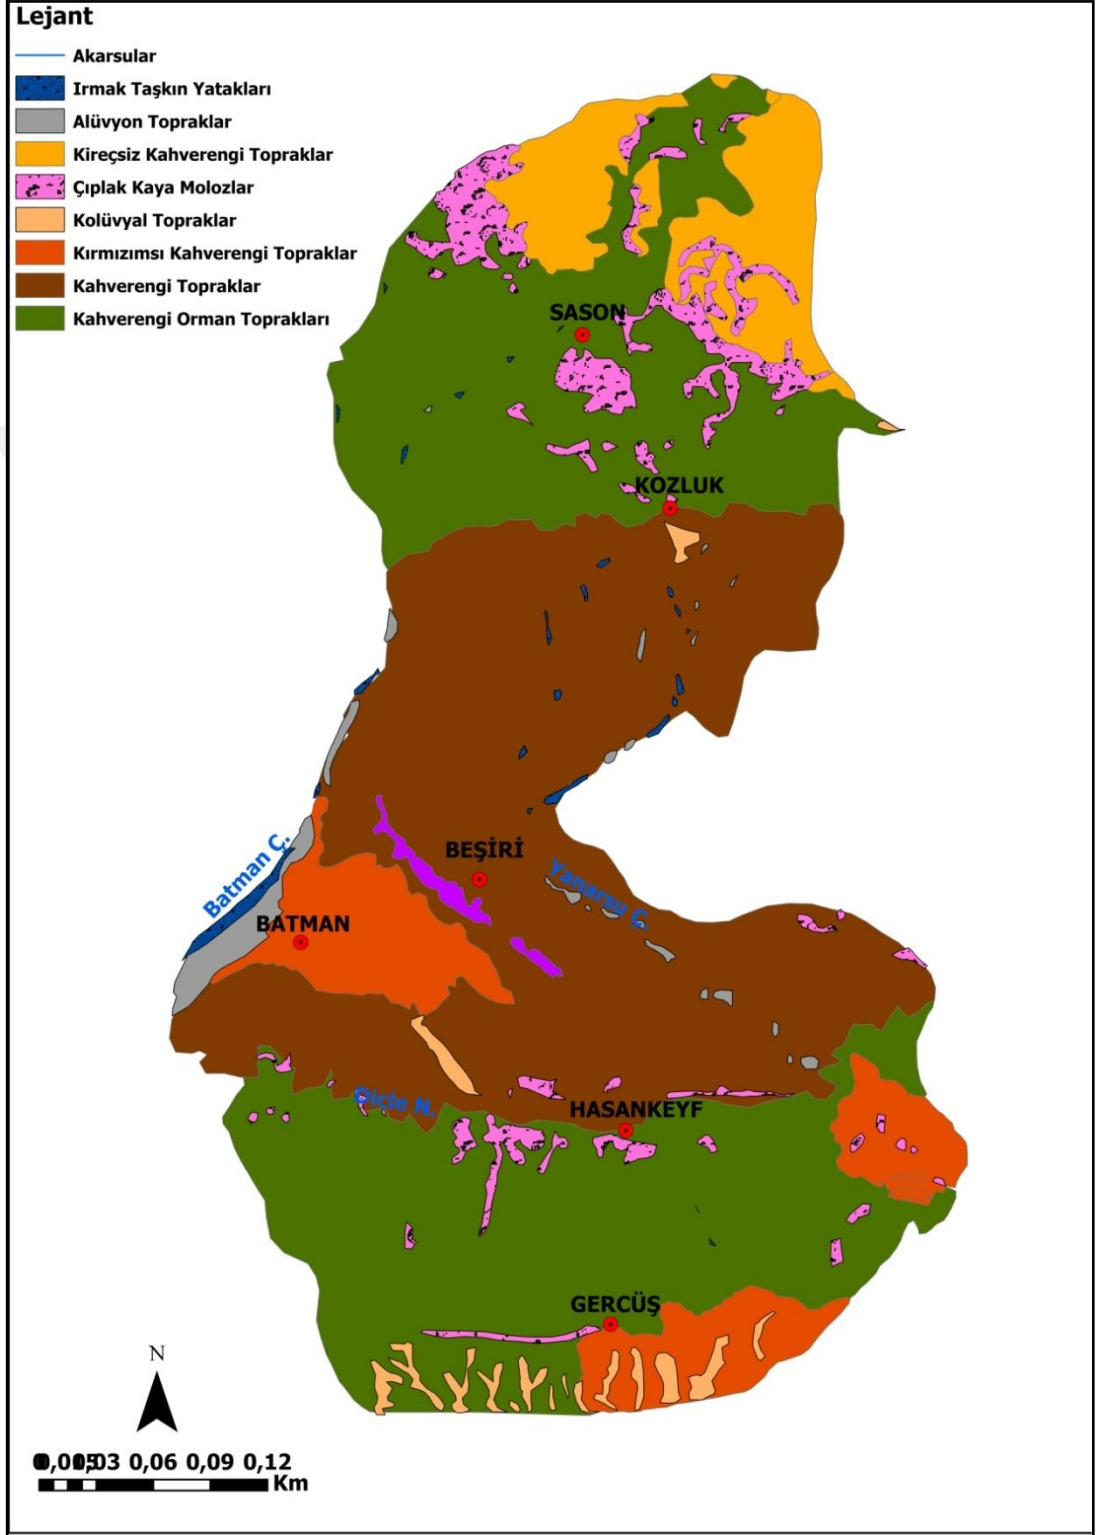 Lejant
Akarsular
Irmak Taşkın Yatakları
Alüvyon Topraklar
Kireçsiz Kahverengi Topraklar
Çıplak Kaya Molozlar
Kolüvyal Topraklar
Kırmızımsı Kahverengi Topraklar
Kahverengi Topraklar
Kahverengi Orman Toprakları
SASON
KOZLUK
Batman Ç.
BEŞİRİ
Yanarsu Ç.
BATMAN
Dicle N.
HASANKEYF
GERCÜŞ
N
0,06 0,09 0,12
Km